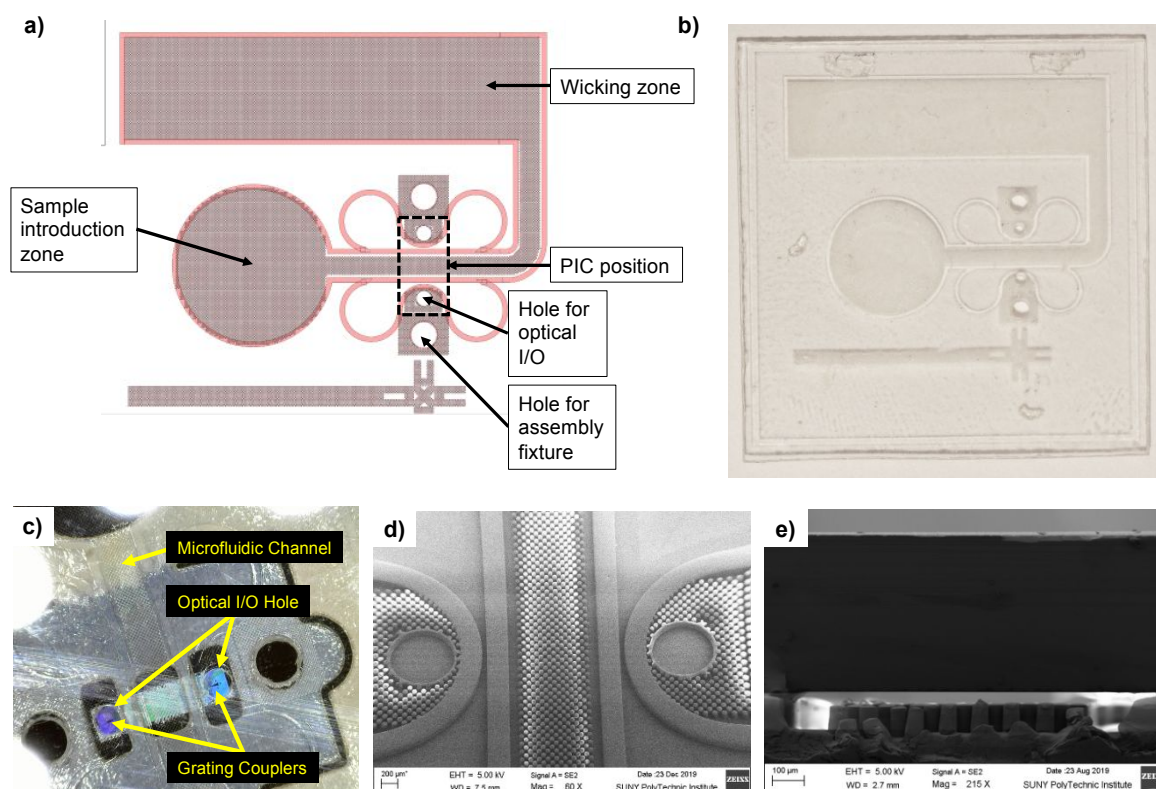 a)
Wicking zone
Sample
introduction
zone
PIC position
Hole for
optical
I/O
Hole for
assembly
fixture
b)
c)
Microfluidic Channel
Optical I/O Hole
Grating Couplers
d)
200 µm*
EHT = 5.00 kV
Signal A = SE2
Date :23 Dec 2019
ZEISS
WD = 7.5 mm
Mag = 60 X
SUNY PolyTechnic Institute
e)
100 µm
EHT = 5.00 kV
Signal A = SE2
Date :23 Aug 2019
ZEISS
WD = 2.7 mm
Mag = 215 X
SUNY PolyTechnic Institute